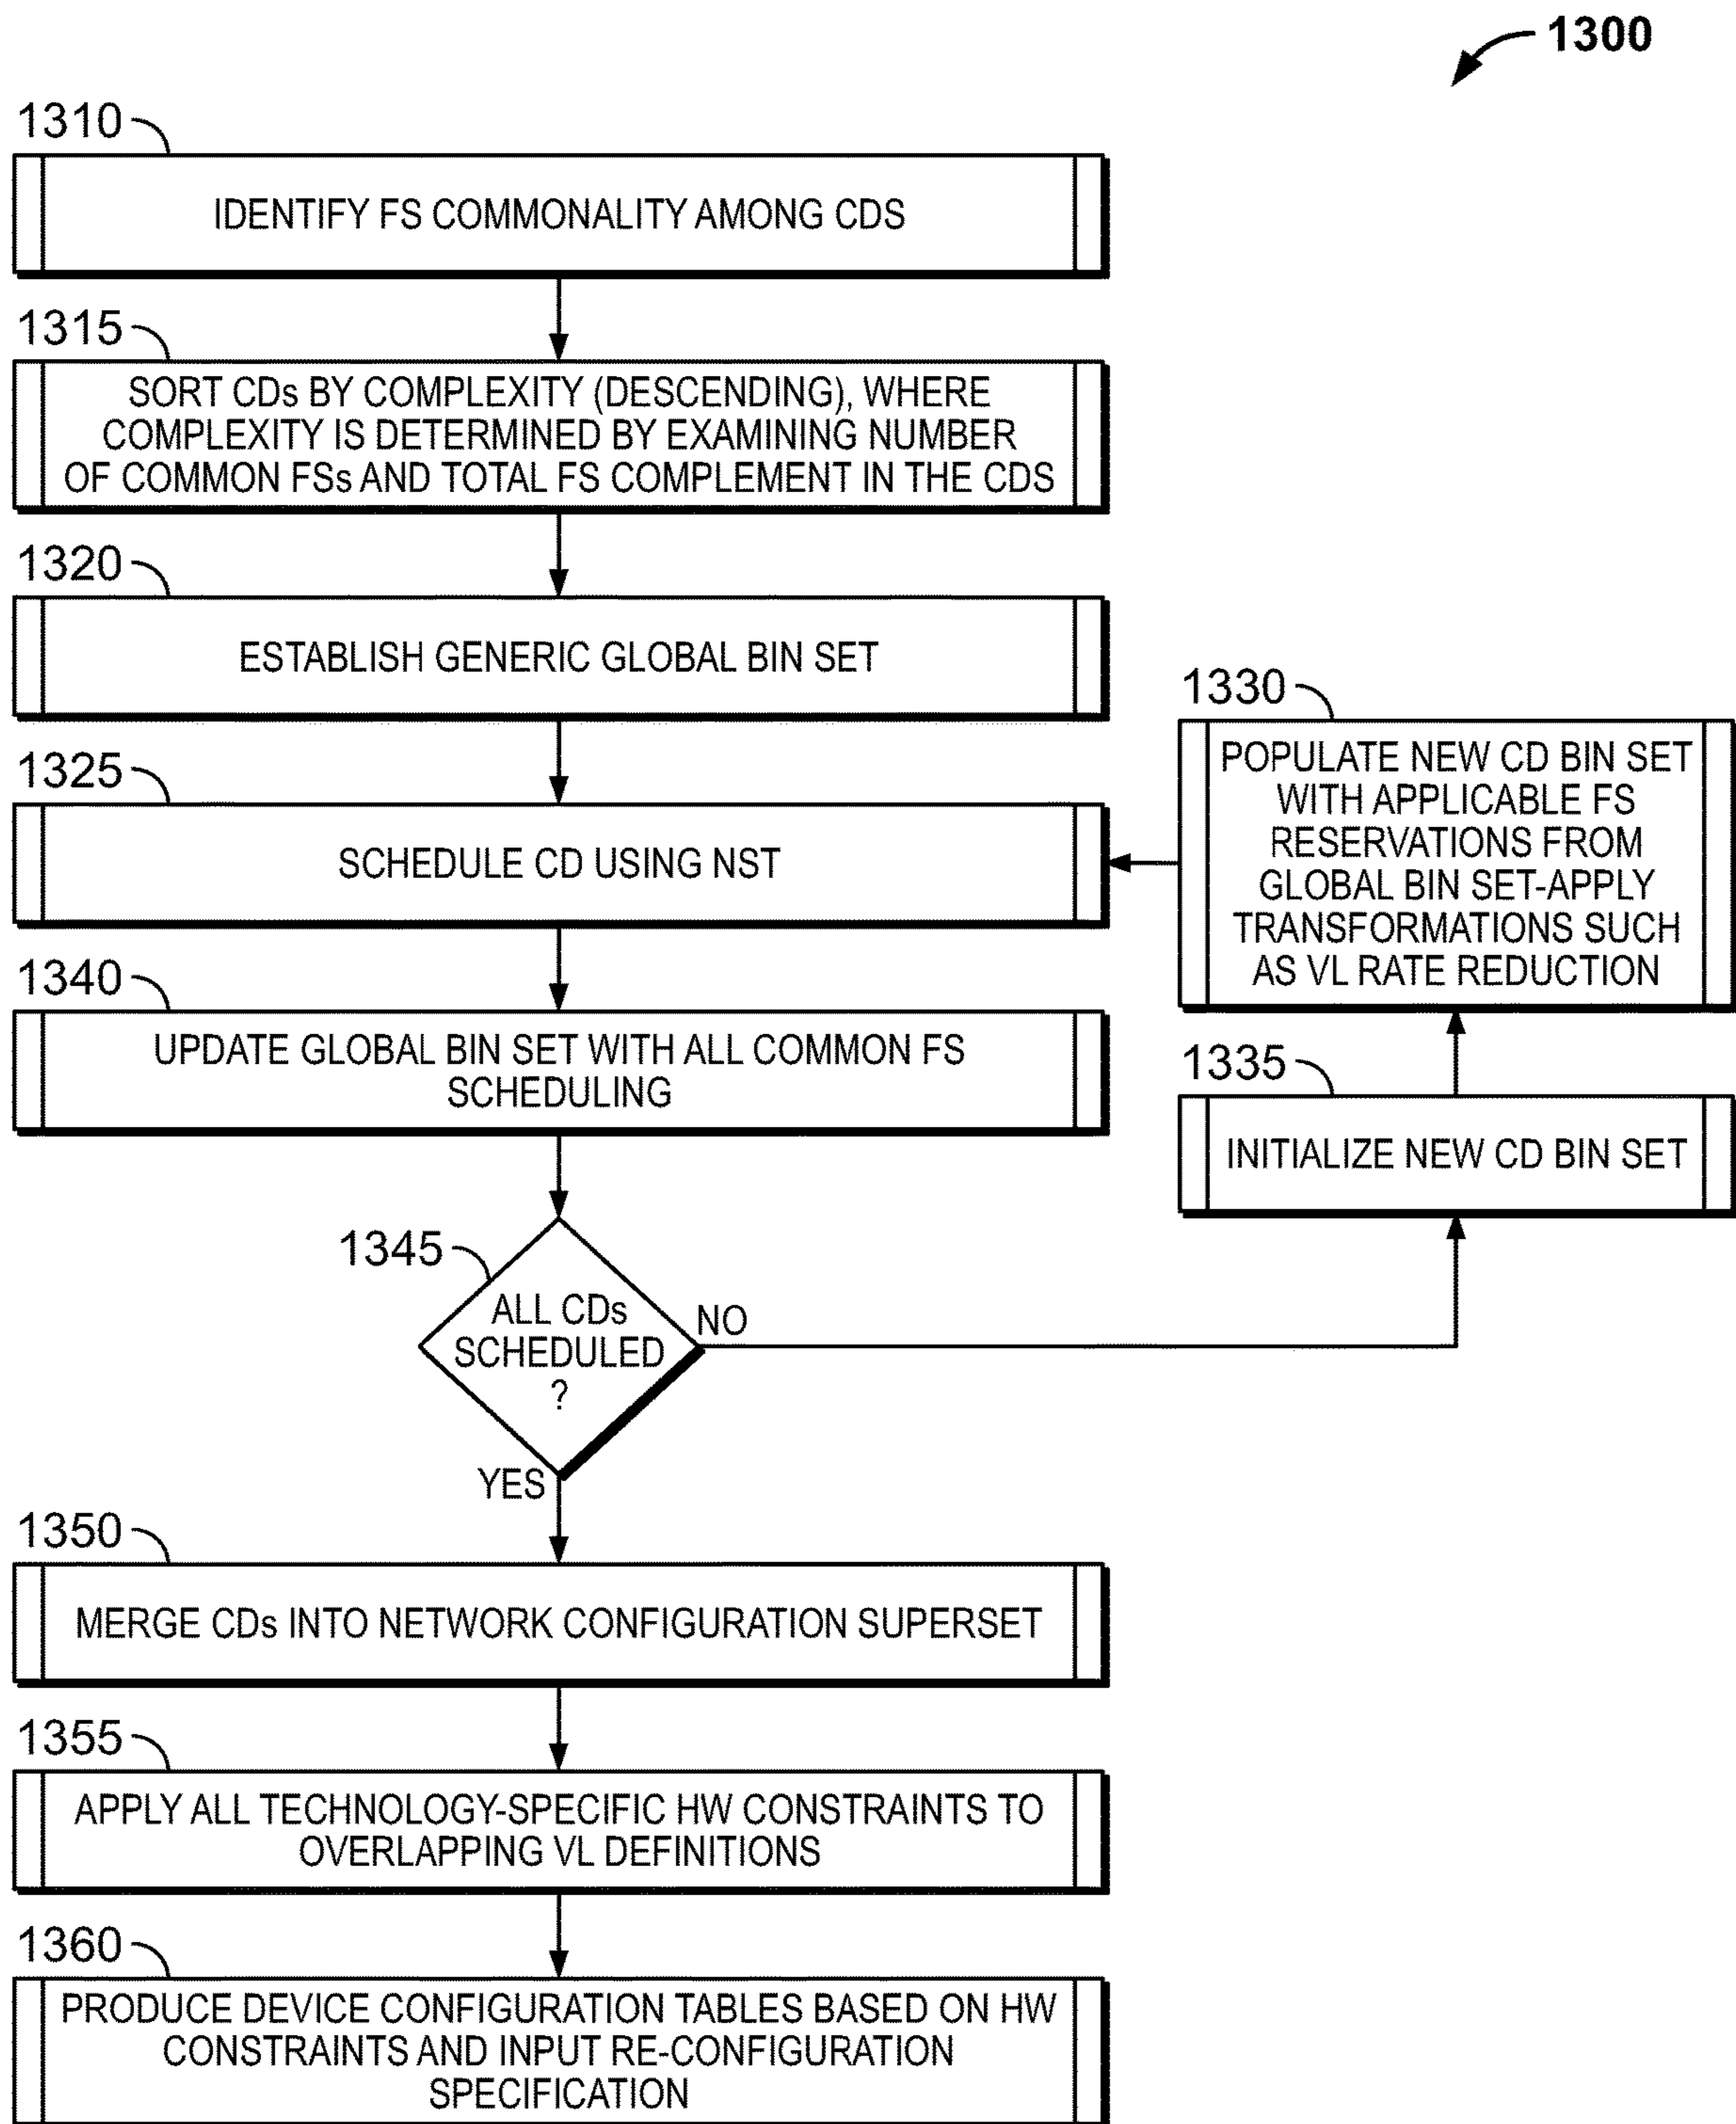 1300
1310
IDENTIFY FS COMMONALITY AMONG CDS
1315
SORT CDs BY COMPLEXITY (DESCENDING), WHERE
COMPLEXITY IS DETERMINED BY EXAMINING NUMBER
OF COMMON FSs AND TOTAL FS COMPLEMENT IN THE CDS
1320
ESTABLISH GENERIC GLOBAL BIN SET
1325
SCHEDULE CD USING NST
1330
POPULATE NEW CD BIN SET
WITH APPLICABLE FS
RESERVATIONS FROM
GLOBAL BIN SET-APPLY
TRANSFORMATIONS SUCH
AS VL RATE REDUCTION
1335
INITIALIZE NEW CD BIN SET
1340
UPDATE GLOBAL BIN SET WITH ALL COMMON FS
SCHEDULING
1345
ALL CDs
SCHEDULED
?
NO
YES
1350
MERGE CDs INTO NETWORK CONFIGURATION SUPERSET
1355
APPLY ALL TECHNOLOGY-SPECIFIC HW CONSTRAINTS TO
OVERLAPPING VL DEFINITIONS
1360
PRODUCE DEVICE CONFIGURATION TABLES BASED ON HW
CONSTRAINTS AND INPUT RE-CONFIGURATION
SPECIFICATION